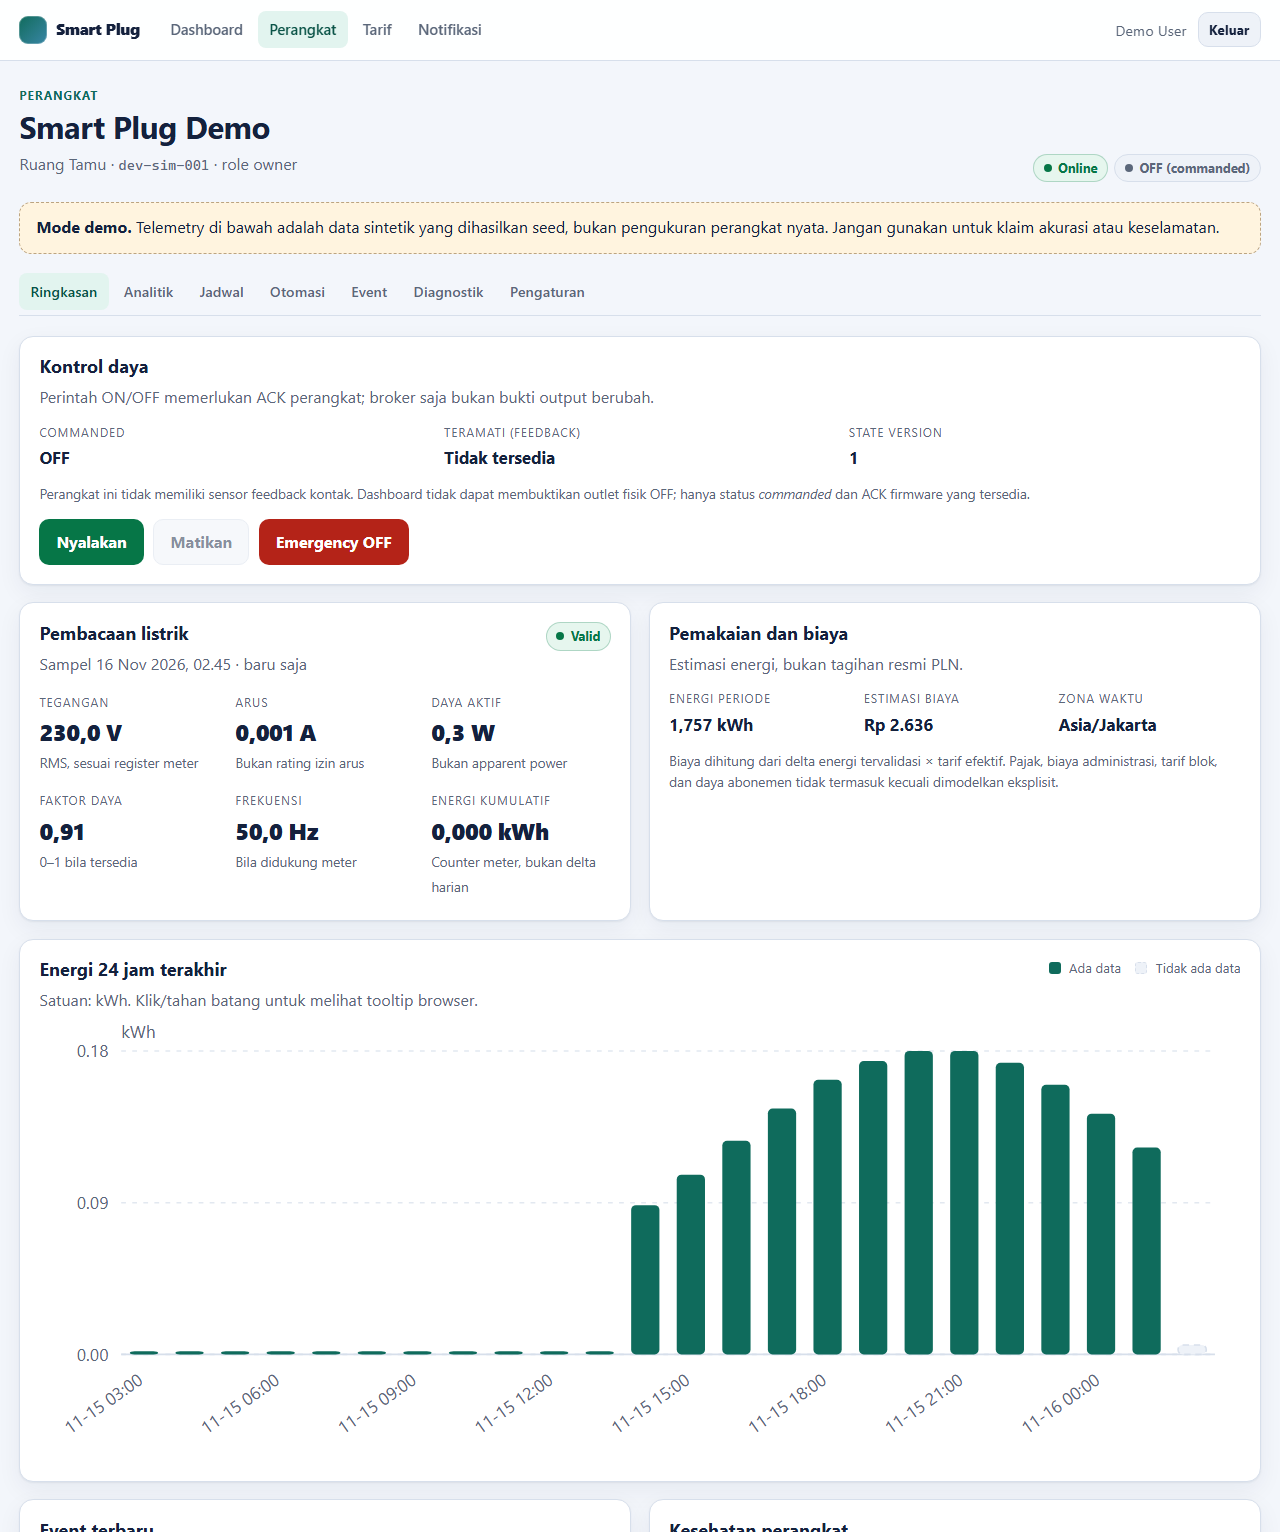 Smart Plug Dashboard Perangkat Tarif Notifikasi Demo User Keluar
PERANGKAT
Smart Plug Demo
Ruang Tamu · dev-sim-001 · role owner
Online OFF (commanded)
Mode demo. Telemetry di bawah adalah data sintetik yang dihasilkan seed, bukan pengukuran perangkat nyata. Jangan gunakan untuk klaim akurasi atau keselamatan.
Ringkasan Analitik Jadwal Otomasi Event Diagnostik Pengaturan
Kontrol daya
Perintah ON/OFF memerlukan ACK perangkat; broker saja bukan bukti output berubah.
COMMANDED TERAMATI (FEEDBACK) STATE VERSION
OFF Tidak tersedia 1
Perangkat ini tidak memiliki sensor feedback kontak. Dashboard tidak dapat membuktikan outlet fisik OFF; hanya status commanded dan ACK firmware yang tersedia.
Nyalakan Matikan Emergency OFF
Pembacaan listrik Valid
Sampel 16 Nov 2026, 02.45 · baru saja
TEGANGAN ARUS DAYA AKTIF
230,0 V 0,001 A 0,3 W
RMS, sesuai register meter Bukan rating izin arus Bukan apparent power
FAKTOR DAYA FREKUENSI ENERGI KUMULATIF
0,91 50,0 Hz 0,000 kWh
0–1 bila tersedia Bila didukung meter Counter meter, bukan delta
harian
Pemakaian dan biaya
Estimasi energi, bukan tagihan resmi PLN.
ENERGI PERIODE ESTIMASI BIAYA ZONA WAKTU
1,757 kWh Rp 2.636 Asia/Jakarta
Biaya dihitung dari delta energi tervalidasi × tarif efektif. Pajak, biaya administrasi, tarif blok,
dan daya abonemen tidak termasuk kecuali dimodelkan eksplisit.
Energi 24 jam terakhir Ada data Tidak ada data
Satuan: kWh. Klik/tahan batang untuk melihat tooltip browser.
kWh
0.18
0.09
0.00
11-15 03:00 11-15 06:00 11-15 09:00 11-15 12:00 11-15 15:00 11-15 18:00 11-15 21:00 11-16 00:00
Event terbaru Kesehatan perangkat